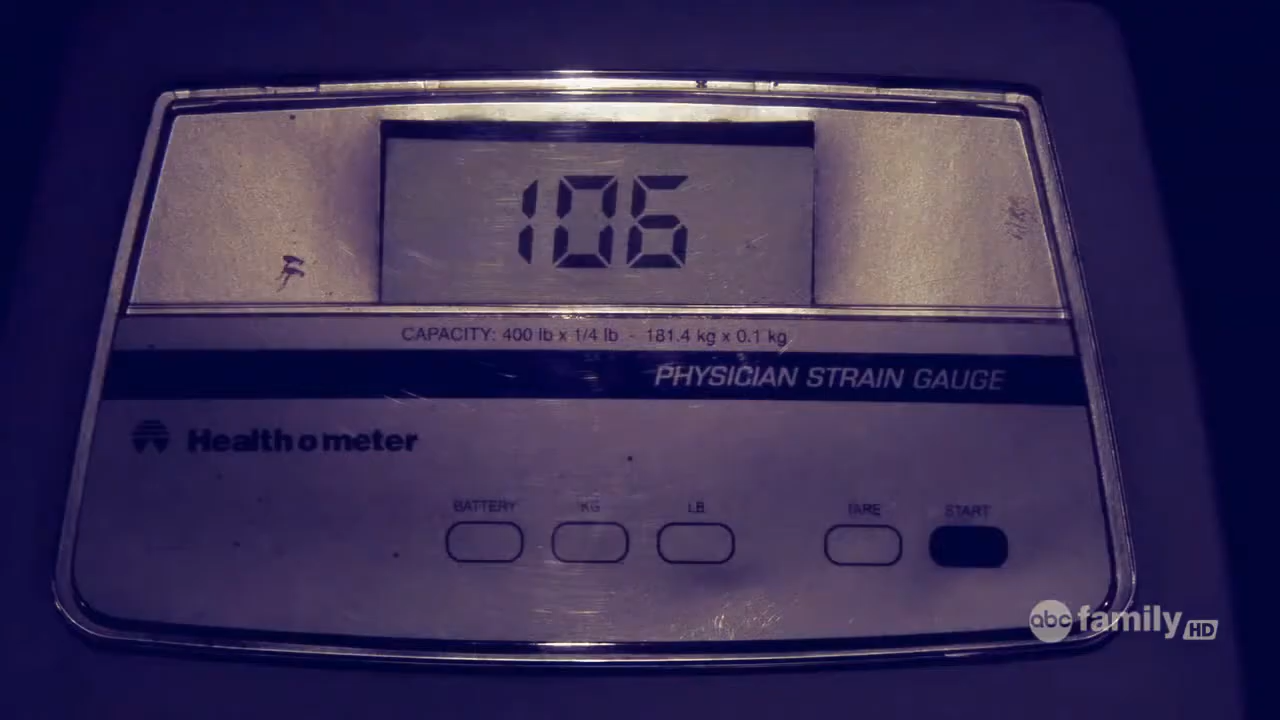 106
CAPACITY: 400 lb x 1/4 lb - 181.4 kg x 0.1 kg
PHYSICIAN STRAIN GAUGE
Health o meter
BATTERY KG LB TARE START
abc family HD